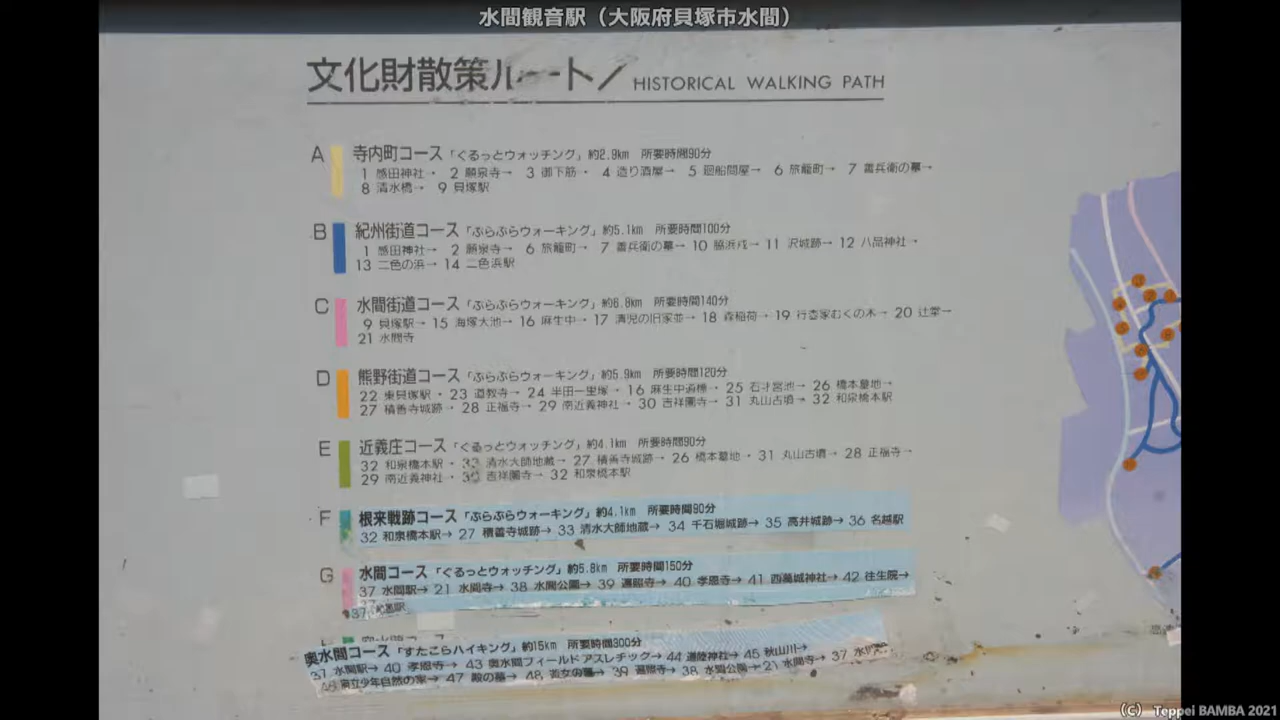 水間観音駅（大阪府貝塚市水間）
文化財散策ルート／ HISTORICAL WALKING PATH
A 寺内町コース「ぐるっとウォッチング」約2.9km 所要時間90分
1 感田神社→ 2 願泉寺→ 3 御下筋→ 4 造り酒屋→ 5 廻船問屋→ 6 旅籠町→ 7 善兵衛の墓→
8 清水橋→ 9 貝塚駅
B 紀州街道コース「ぶらぶらウォーキング」約5.1km 所要時間100分
1 感田神社→ 2 願泉寺→ 6 旅籠町→ 7 善兵衛の墓→ 10 脇浜戎→ 11 沢城跡→ 12 八品神社→
13 二色の浜→ 14 二色浜駅
C 水間街道コース「ぶらぶらウォーキング」約6.8km 所要時間140分
9 貝塚駅→ 15 海塚大池→ 16 麻生中→ 17 清児の旧家並→ 18 森稲荷→ 19 行壺家むくの木→ 20 辻堂→
21 水間寺
D 熊野街道コース「ぶらぶらウォーキング」約5.9km 所要時間120分
22 東貝塚駅→ 23 道教寺→ 24 半田一里塚→ 16 麻生中道標→ 25 石才宮池→ 26 橋本墓地→
27 積善寺城跡→ 28 正福寺→ 29 南近義神社→ 30 吉祥園寺→ 31 丸山古墳→ 32 和泉橋本駅
E 近義庄コース「ぐるっとウォッチング」約4.1km 所要時間90分
32 和泉橋本駅→ 33 清水大師地蔵→ 27 積善寺城跡→ 26 橋本墓地→ 31 丸山古墳→ 28 正福寺→
29 南近義神社→ 30 吉祥園寺→ 32 和泉橋本駅
F 根来戦跡コース「ぶらぶらウォーキング」約4.1km 所要時間90分
32 和泉橋本駅→ 27 積善寺城跡→ 33 清水大師地蔵→ 34 千石堀城跡→ 35 高井城跡→ 36 名越駅
G 水間コース「ぐるっとウォッチング」約5.8km 所要時間150分
37 水間駅→ 21 水間寺→ 38 水間公園→ 39 遍照寺→ 40 孝恩寺→ 41 西葛城神社→ 42 往生院→
37
奥水間コース「すたこらハイキング」約15km 所要時間300分
37 水間駅→ 40 孝恩寺→ 43 奥水間フィールドアスレチック→ 44 道陸神社→ 45 秋山川→
46 府立少年自然の家→ 47 殿の墓→ 48 の墓→ 39 遍照寺→ 38 水間公園→ 21 水間寺→ 37 水間
（C） Teppei BAMBA 2021